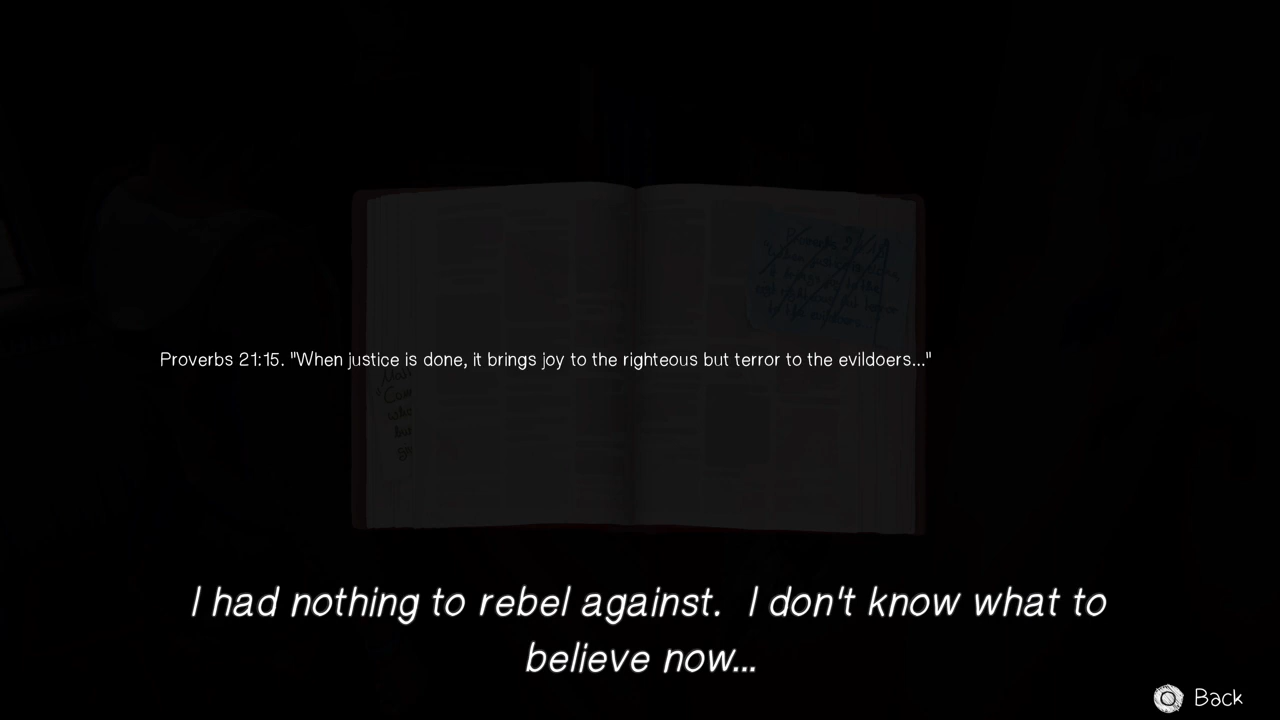 Proverbs 21:15. "When justice is done, it brings joy to the righteous but terror to the evildoers..."
I had nothing to rebel against. I don't know what to
believe now...
Back